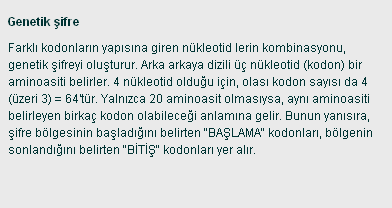 Genetik şifre
Farklı kodonların yapısına giren nükleotid lerin kombinasyonu,
genetik şifreyi oluşturur. Arka arkaya dizili üç nükleotid (kodon) bir
aminoasiti belirler. 4 nükleotid olduğu için, olası kodon sayısı da 4
(üzeri 3) = 64'tür. Yalnızca 20 aminoasit olmasıysa, aynı aminoasiti
belirleyen birkaç kodon olabileceği anlamına gelir. Bunun yanısıra,
şifre bölgesinin başladığını belirten "BAŞLAMA" kodonları, bölgenin
sonlandığını belirten "BİTİŞ" kodonları yer alır.